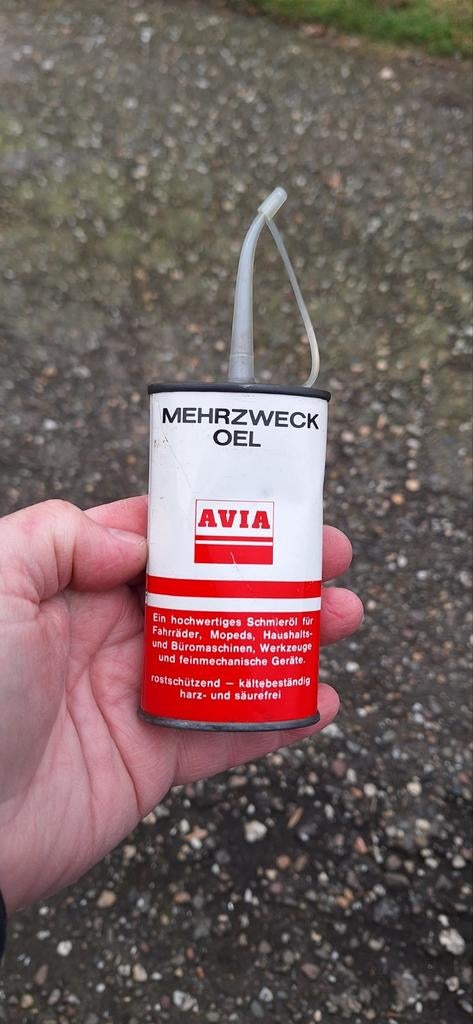 MEHRZWECK
OEL
AVIA
Ein hochwertiges Schmieröl für
Fahrräder, Mopeds, Haushalts-
und Büromaschinen, Werkzeuge
und feinmechanische Geräte.
rostschützend – kältebeständig
harz- und säurefrei